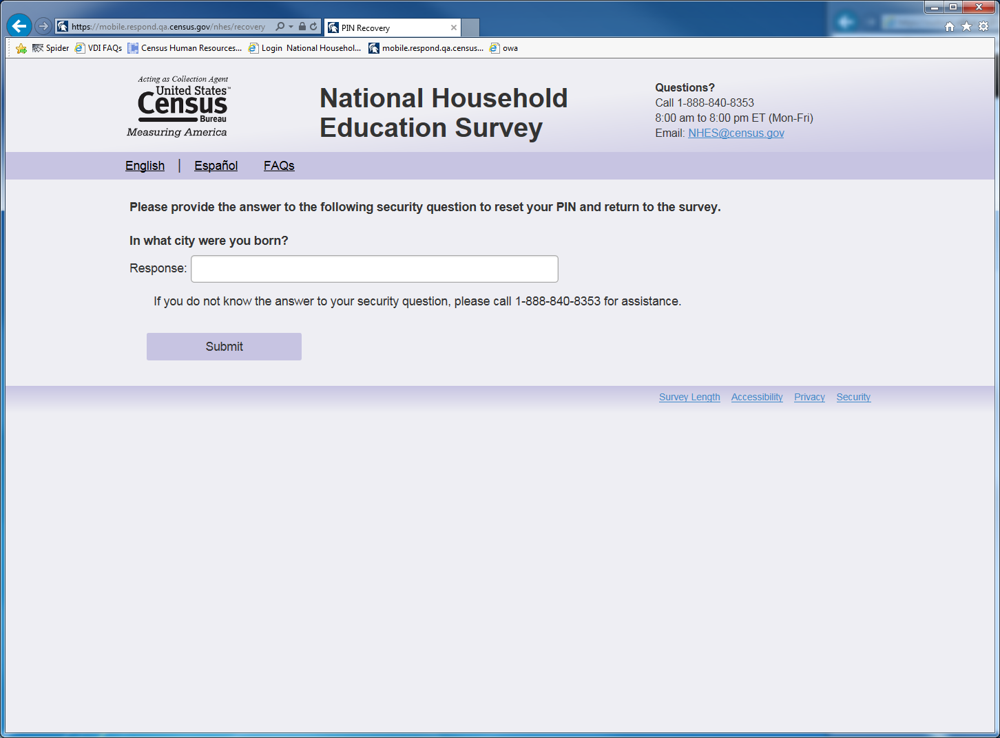 https://mobile.respond.qa.census.gov/nhes/recovery
PIN Recovery
Spider
VDI FAQs
Census Human Resources...
Login National Househol...
mobile.respond.qa.census...
owa
Acting as Collection Agent
United States™
Census
Bureau
Measuring America
National Household
Education Survey
Questions?
Call 1-888-840-8353
8:00 am to 8:00 pm ET (Mon-Fri)
Email: NHES@census.gov
English | Español FAQs
Please provide the answer to the following security question to reset your PIN and return to the survey.
In what city were you born?
Response:
If you do not know the answer to your security question, please call 1-888-840-8353 for assistance.
Submit
Survey Length Accessibility Privacy Security